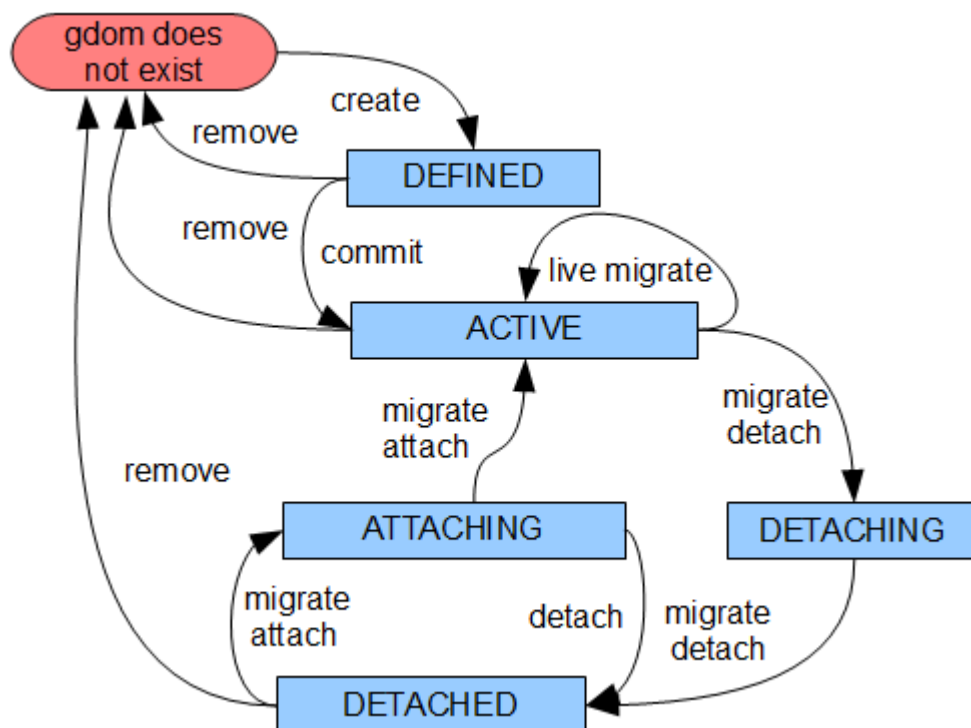 gdom does
not exist
create
remove
DEFINED
remove
commit
live migrate
ACTIVE
migrate
attach
migrate
detach
remove
ATTACHING
DETACHING
migrate
attach
detach
migrate
detach
DETACHED